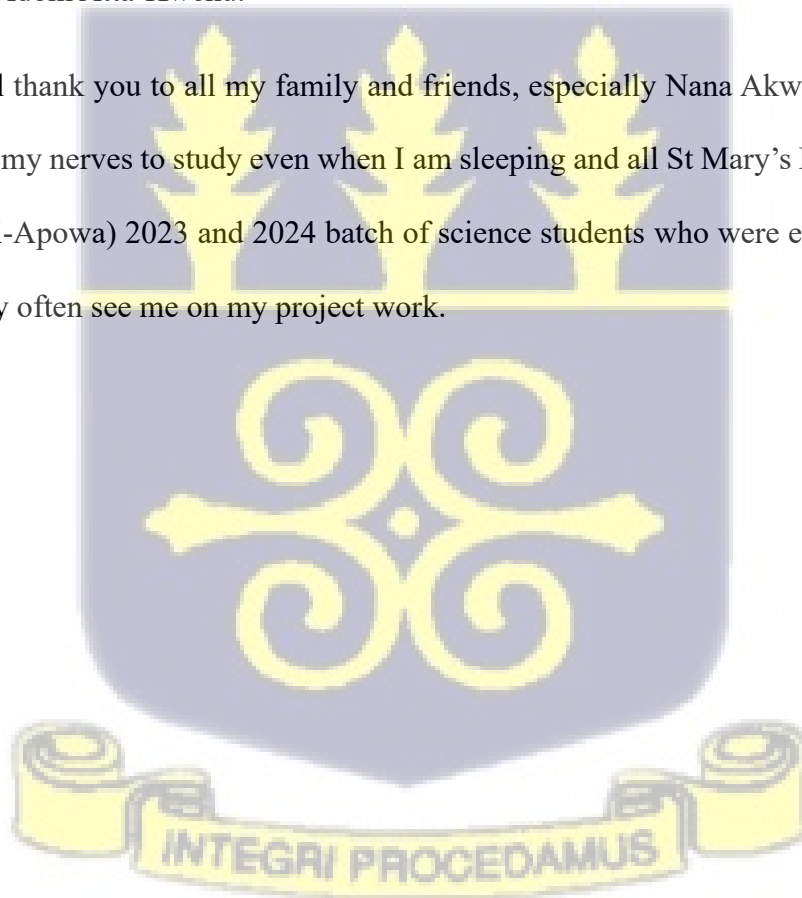 l thank you to all my family and friends, especially Nana Akw
my nerves to study even when I am sleeping and all St Mary’s
-Apowa) 2023 and 2024 batch of science students who were e
y often see me on my project work.
INTEGRI PROCEDAMUS